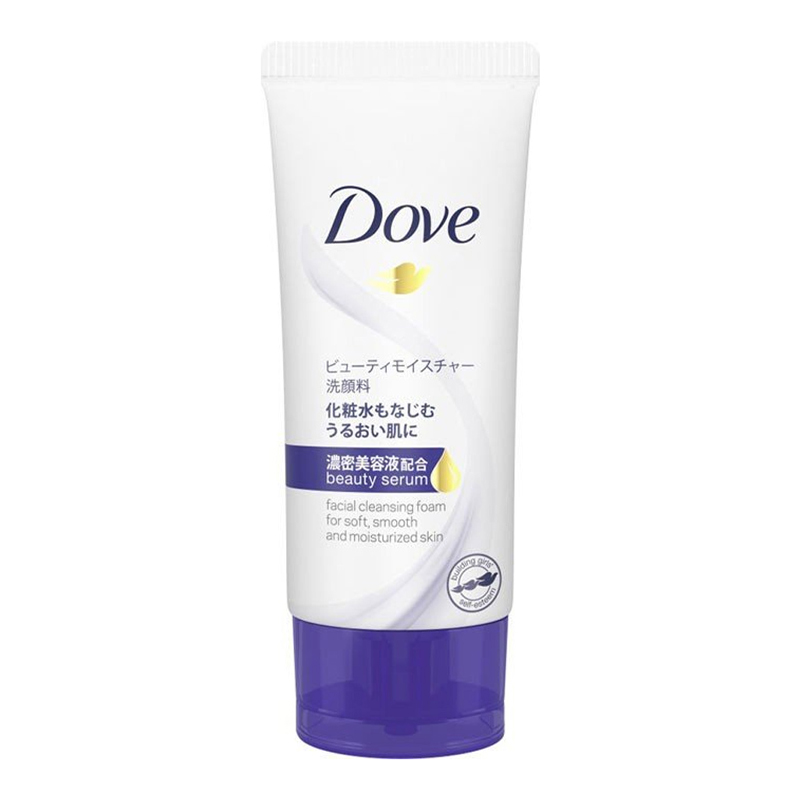 Dove
ビューティモイスチャー
洗顔料
化粧水もなじむ
うるおい肌に
濃密美容液配合
beauty serum
facial cleansing foam
for soft, smooth
and moisturized skin
building girls'
self-esteem